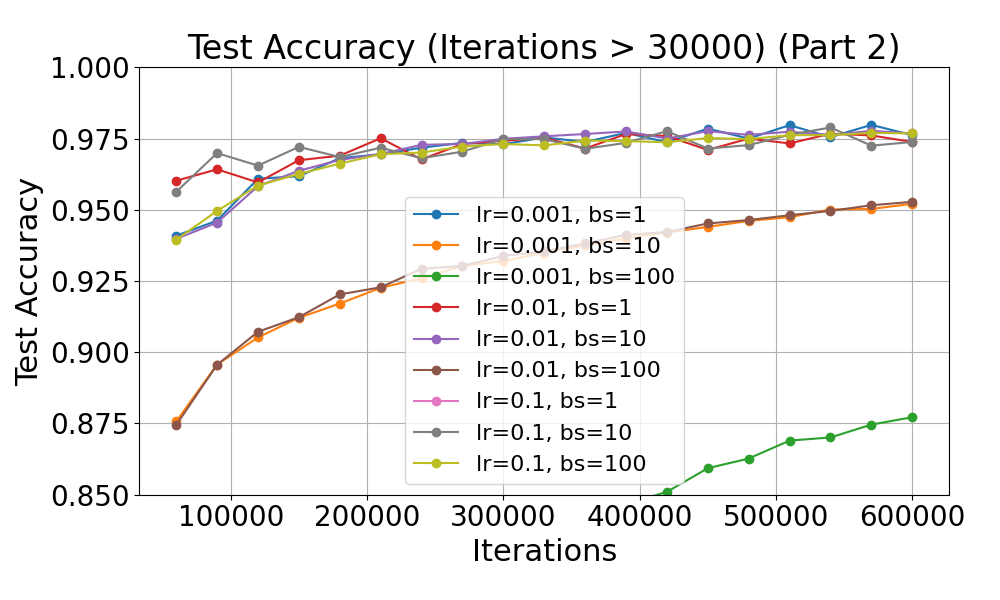 Test Accuracy (Iterations > 30000) (Part 2)
Test Accuracy
1.000
0.975
0.950
0.925
0.900
0.875
0.850
lr=0.001, bs=1
lr=0.001, bs=10
lr=0.001, bs=100
lr=0.01, bs=1
lr=0.01, bs=10
lr=0.01, bs=100
lr=0.1, bs=1
lr=0.1, bs=10
lr=0.1, bs=100
100000 200000 300000 400000 500000 600000
Iterations